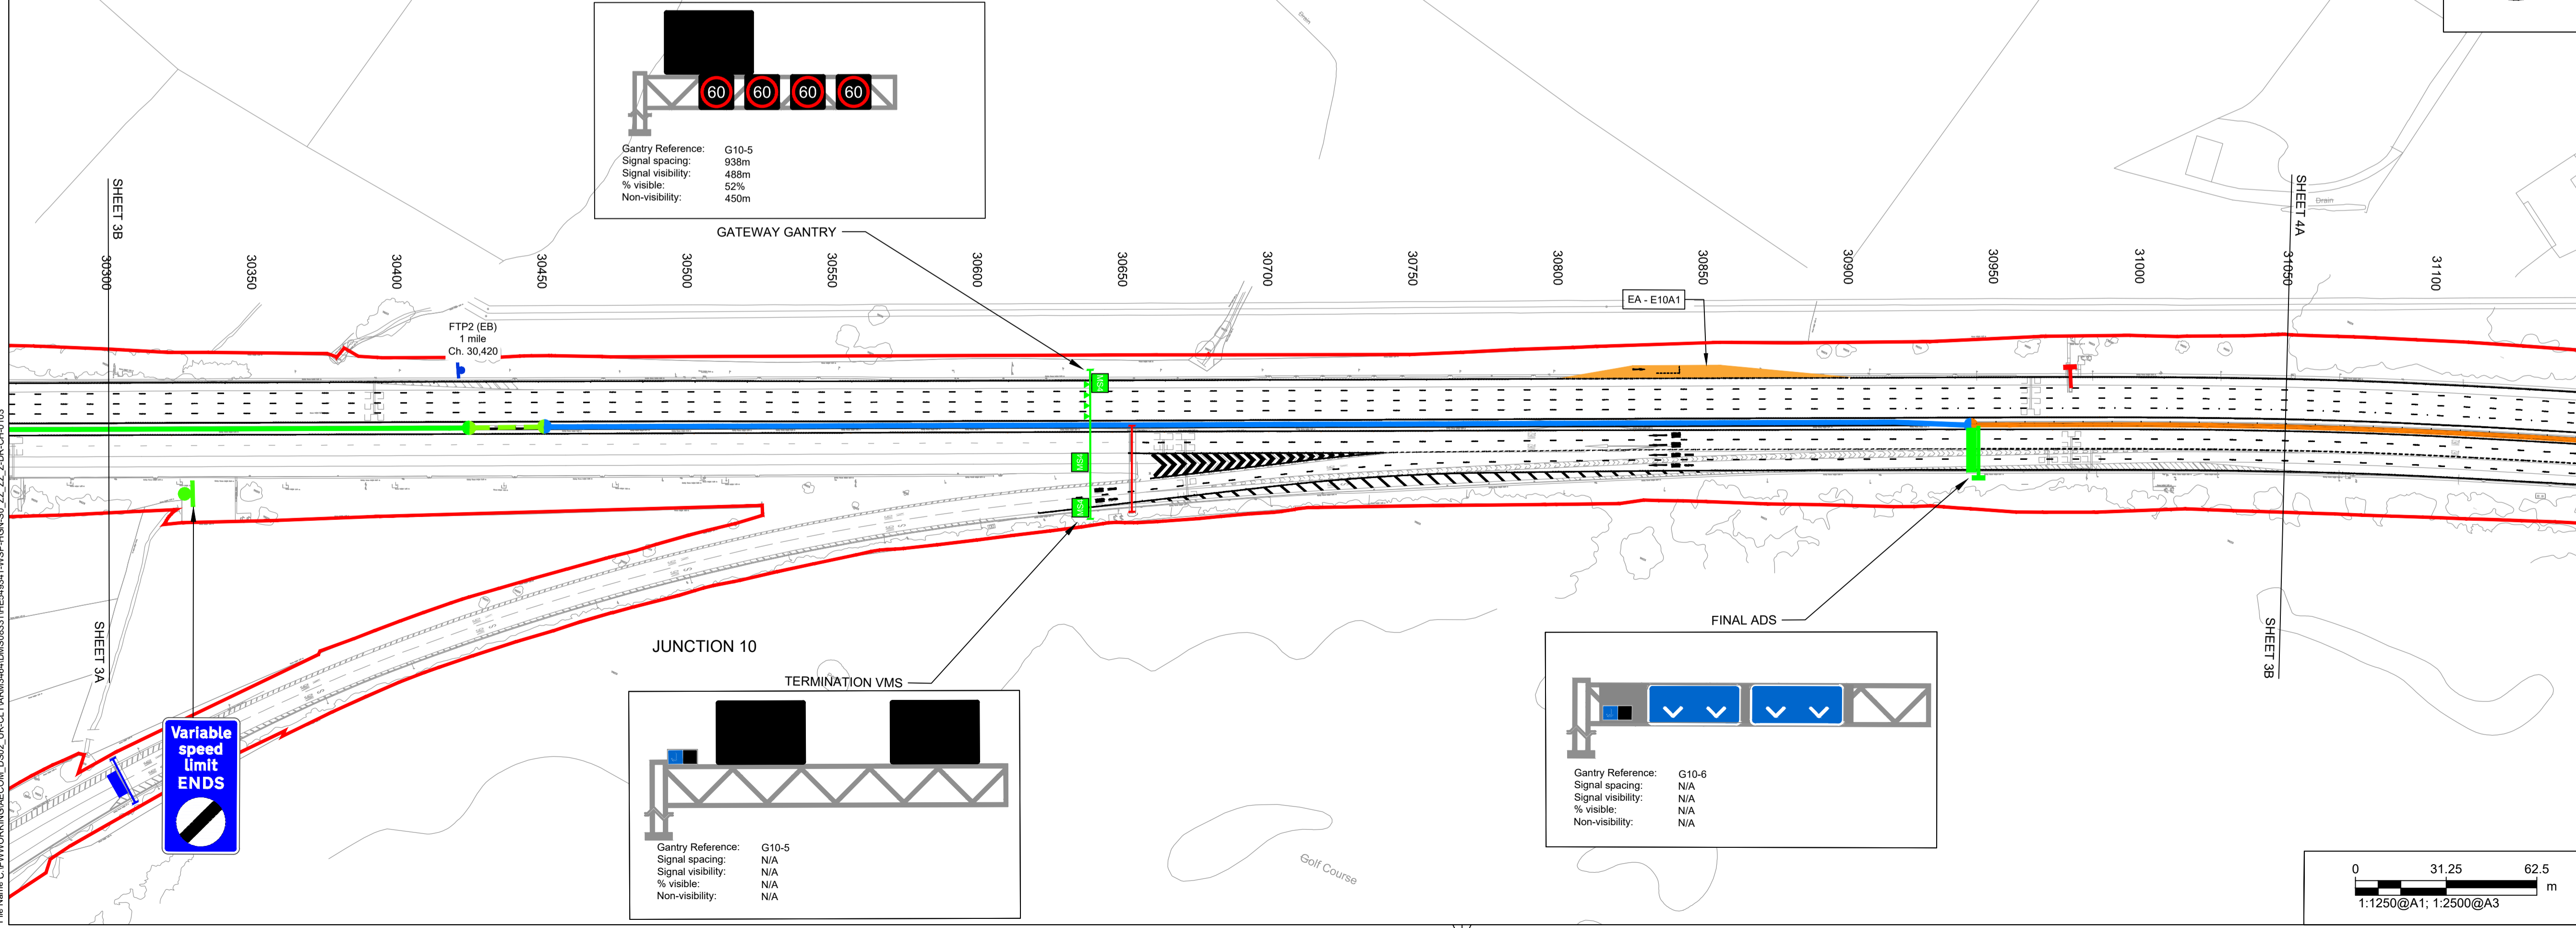 60 60 60 60
Gantry Reference: G10-5
Signal spacing: 938m
Signal visibility: 488m
% visible: 52%
Non-visibility: 450m
GATEWAY GANTRY
Drain
Drain
SHEET 3B
SHEET 4A
30300
30350
30400
30450
30500
30550
30600
30650
30700
30750
30800
30850
30900
30950
31000
31050
31100
FTP2 (EB)
1 mile
Ch. 30,420
EA - E10A1
MS4
MS4
MS4
SHEET 3A
SHEET 3B
JUNCTION 10
TERMINATION VMS
Gantry Reference: G10-5
Signal spacing: N/A
Signal visibility: N/A
% visible: N/A
Non-visibility: N/A
Variable
speed
limit
ENDS
Golf Course
FINAL ADS
Gantry Reference: G10-6
Signal spacing: N/A
Signal visibility: N/A
% visible: N/A
Non-visibility: N/A
0 31.25 62.5
m
1:1250@A1; 1:2500@A3